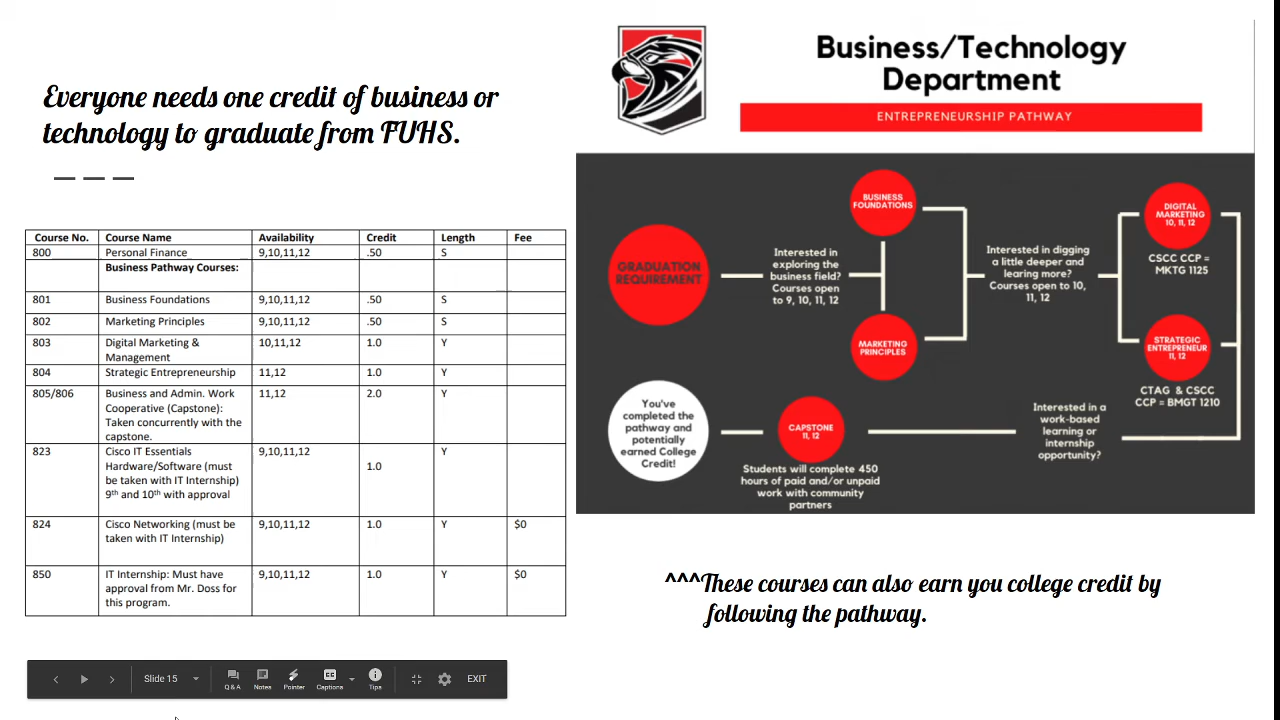 Everyone needs one credit of business or
technology to graduate from FUHS.
Course No. Course Name Availability Credit Length Fee
800 Personal Finance 9,10,11,12 .50 S
Business Pathway Courses:
801 Business Foundations 9,10,11,12 .50 S
802 Marketing Principles 9,10,11,12 .50 S
803 Digital Marketing & 10,11,12 1.0 Y
Management
804 Strategic Entrepreneurship 11,12 1.0 Y
805/806 Business and Admin. Work 11,12 2.0 Y
Cooperative (Capstone):
Taken concurrently with the
capstone.
823 Cisco IT Essentials 9,10,11,12 Y
Hardware/Software (must 1.0
be taken with IT Internship)
9th and 10th with approval
824 Cisco Networking (must be 9,10,11,12 1.0 Y $0
taken with IT Internship)
850 IT Internship: Must have 9,10,11,12 1.0 Y $0
approval from Mr. Doss for
this program.
Business/Technology
Department
ENTREPRENEURSHIP PATHWAY
GRADUATION
REQUIREMENT
Interested in
exploring the
business field?
Courses open
to 9, 10, 11, 12
BUSINESS
FOUNDATIONS
MARKETING
PRINCIPLES
Interested in digging
a little deeper and
learing more?
Courses open to 10,
11, 12
DIGITAL
MARKETING
10, 11, 12
CSCC CCP =
MKTG 1125
STRATEGIC
ENTREPRENEUR
11, 12
CTAG & CSCC
CCP = BMGT 1210
Interested in a
work-based
learning or
internship
opportunity?
CAPSTONE
11, 12
Students will complete 450
hours of paid and/or unpaid
work with community
partners
You've
completed the
pathway and
potentially
earned College
Credit!
^^^These courses can also earn you college credit by
following the pathway.
Slide 15 Q & A Notes Pointer Captions Tips EXIT